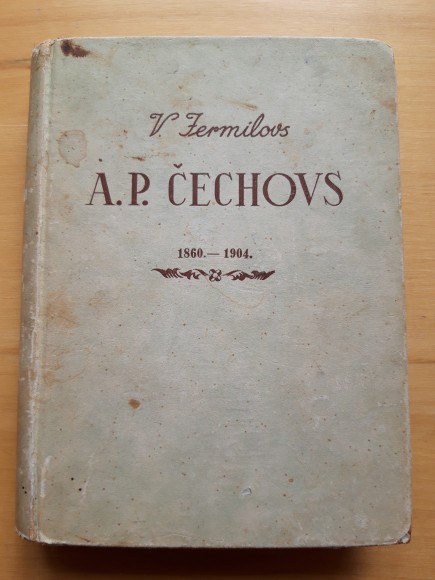 V. Jermilovs
A.P. ČECHOVS
1860.—1904.